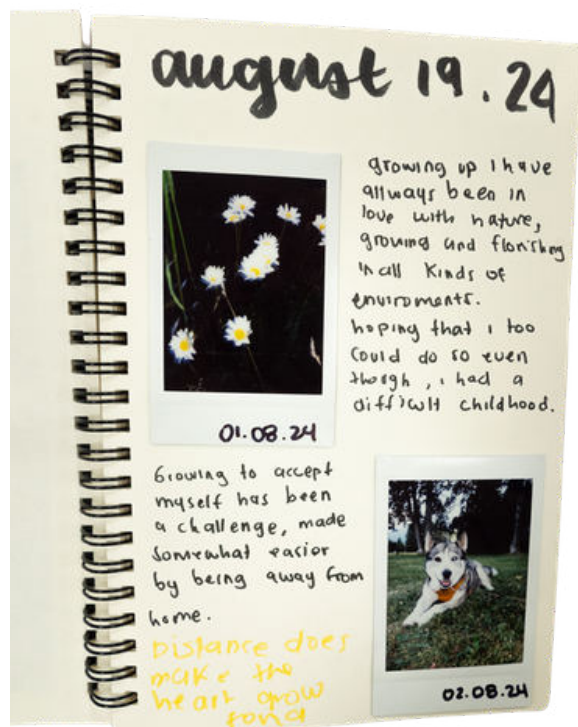 august 19.24
growing up I have
allways been in
love with nature,
growing and florishing
in all kinds of
enviroments.
hoping that i too
could do so even
though, i had a
difficult childhood.
01.08.24
Growing to accept
myself has been
a challenge, made
somewhat easier
by being away from
home.
Distance does
make the
heart grow
fond
02.08.24